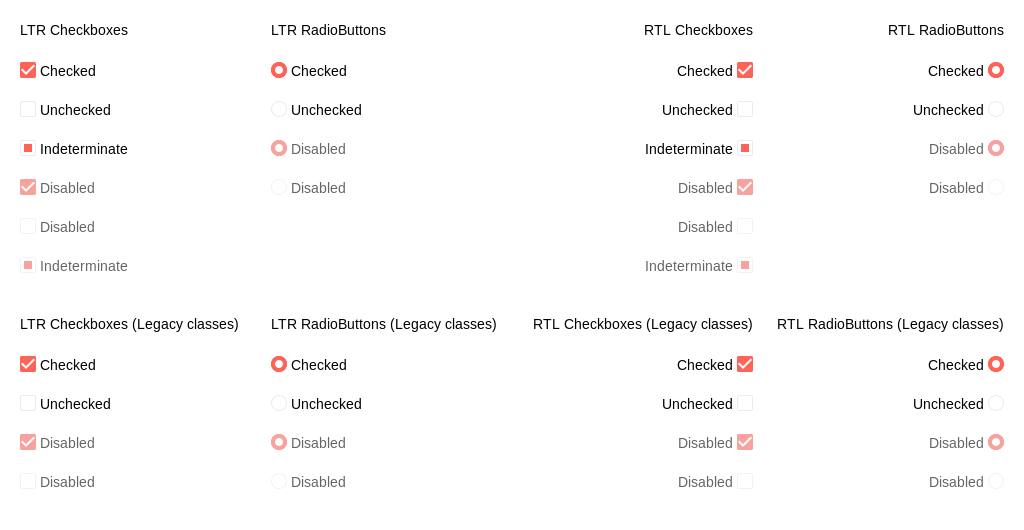 LTR Checkboxes
Checked
Unchecked
Indeterminate
Disabled
Disabled
Indeterminate
LTR RadioButtons
Checked
Unchecked
Disabled
Disabled
RTL Checkboxes
Checked
Unchecked
Indeterminate
Disabled
Disabled
Indeterminate
RTL RadioButtons
Checked
Unchecked
Disabled
Disabled
LTR Checkboxes (Legacy classes)
Checked
Unchecked
Disabled
Disabled
LTR RadioButtons (Legacy classes)
Checked
Unchecked
Disabled
Disabled
RTL Checkboxes (Legacy classes)
Checked
Unchecked
Disabled
Disabled
RTL RadioButtons (Legacy classes)
Checked
Unchecked
Disabled
Disabled